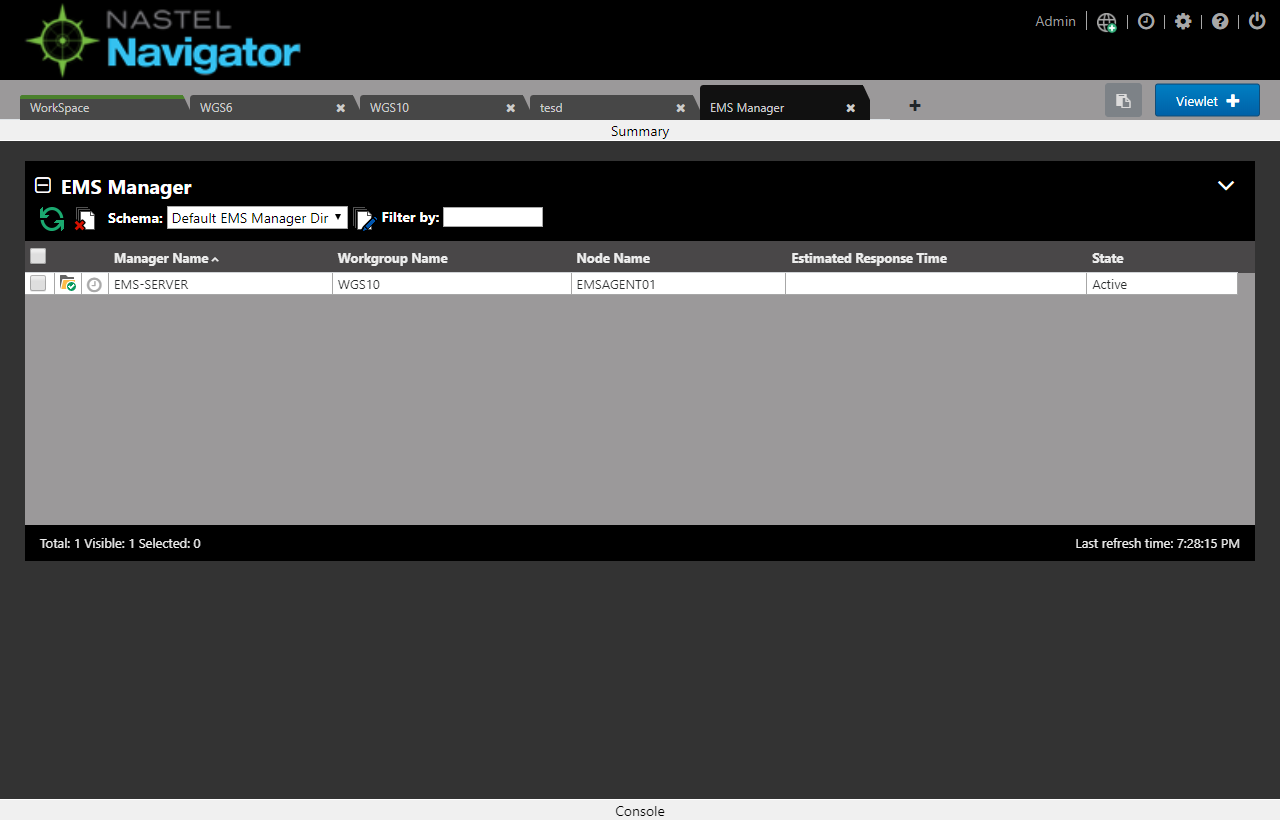 NASTEL
Navigator
Admin
WorkSpace
WGS6
WGS10
tesd
EMS Manager
Viewlet
Summary
EMS Manager
Schema: Default EMS Manager Dir Filter by:
Manager Name Workgroup Name Node Name Estimated Response Time State
EMS-SERVER WGS10 EMSAGENT01 Active
Total: 1 Visible: 1 Selected: 0 Last refresh time: 7:28:15 PM
Console